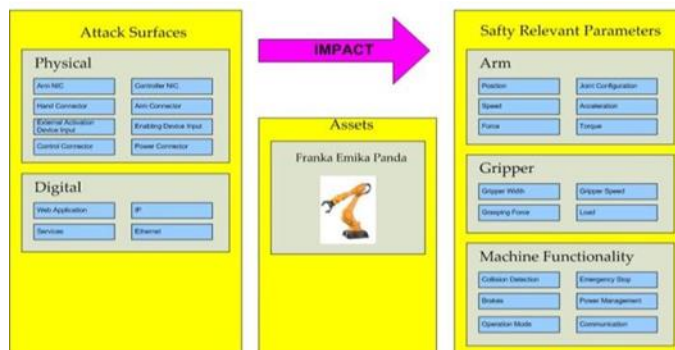 Attack Surfaces
Physical
Arm NIC
Controller NIC
Hand Connector
Arm Connector
External Activation
Device Input
Enabling Device Input
Control Connector
Power Connector
Digital
Web Application
IP
Services
Ethernet
IMPACT
Assets
Franka Emika Panda
Safty Relevant Parameters
Arm
Position
Joint Configuration
Speed
Acceleration
Force
Torque
Gripper
Gripper Width
Gripper Speed
Grasping Force
Load
Machine Functionality
Collision Detection
Emergency Stop
Brakes
Power Management
Operation Mode
Communication